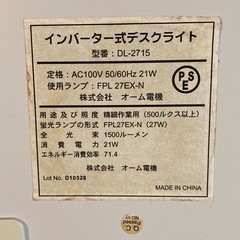 インバーター式デスクライト
型番：DL-2715
定格：AC100V 50/60Hz 21W
使用ランプ：FPL 27EX-N
株式会社 オーム電機
PS
E
用途及び照度 精細作業用（500ルクス以上）
蛍光ランプの形式 FPL27EX-N（27W）
全光束 1500ルーメン
消費電力 21W
エネルギー消費効率 71.4
株式会社 オーム電機
Lot No. D10328
MADE IN CHINA